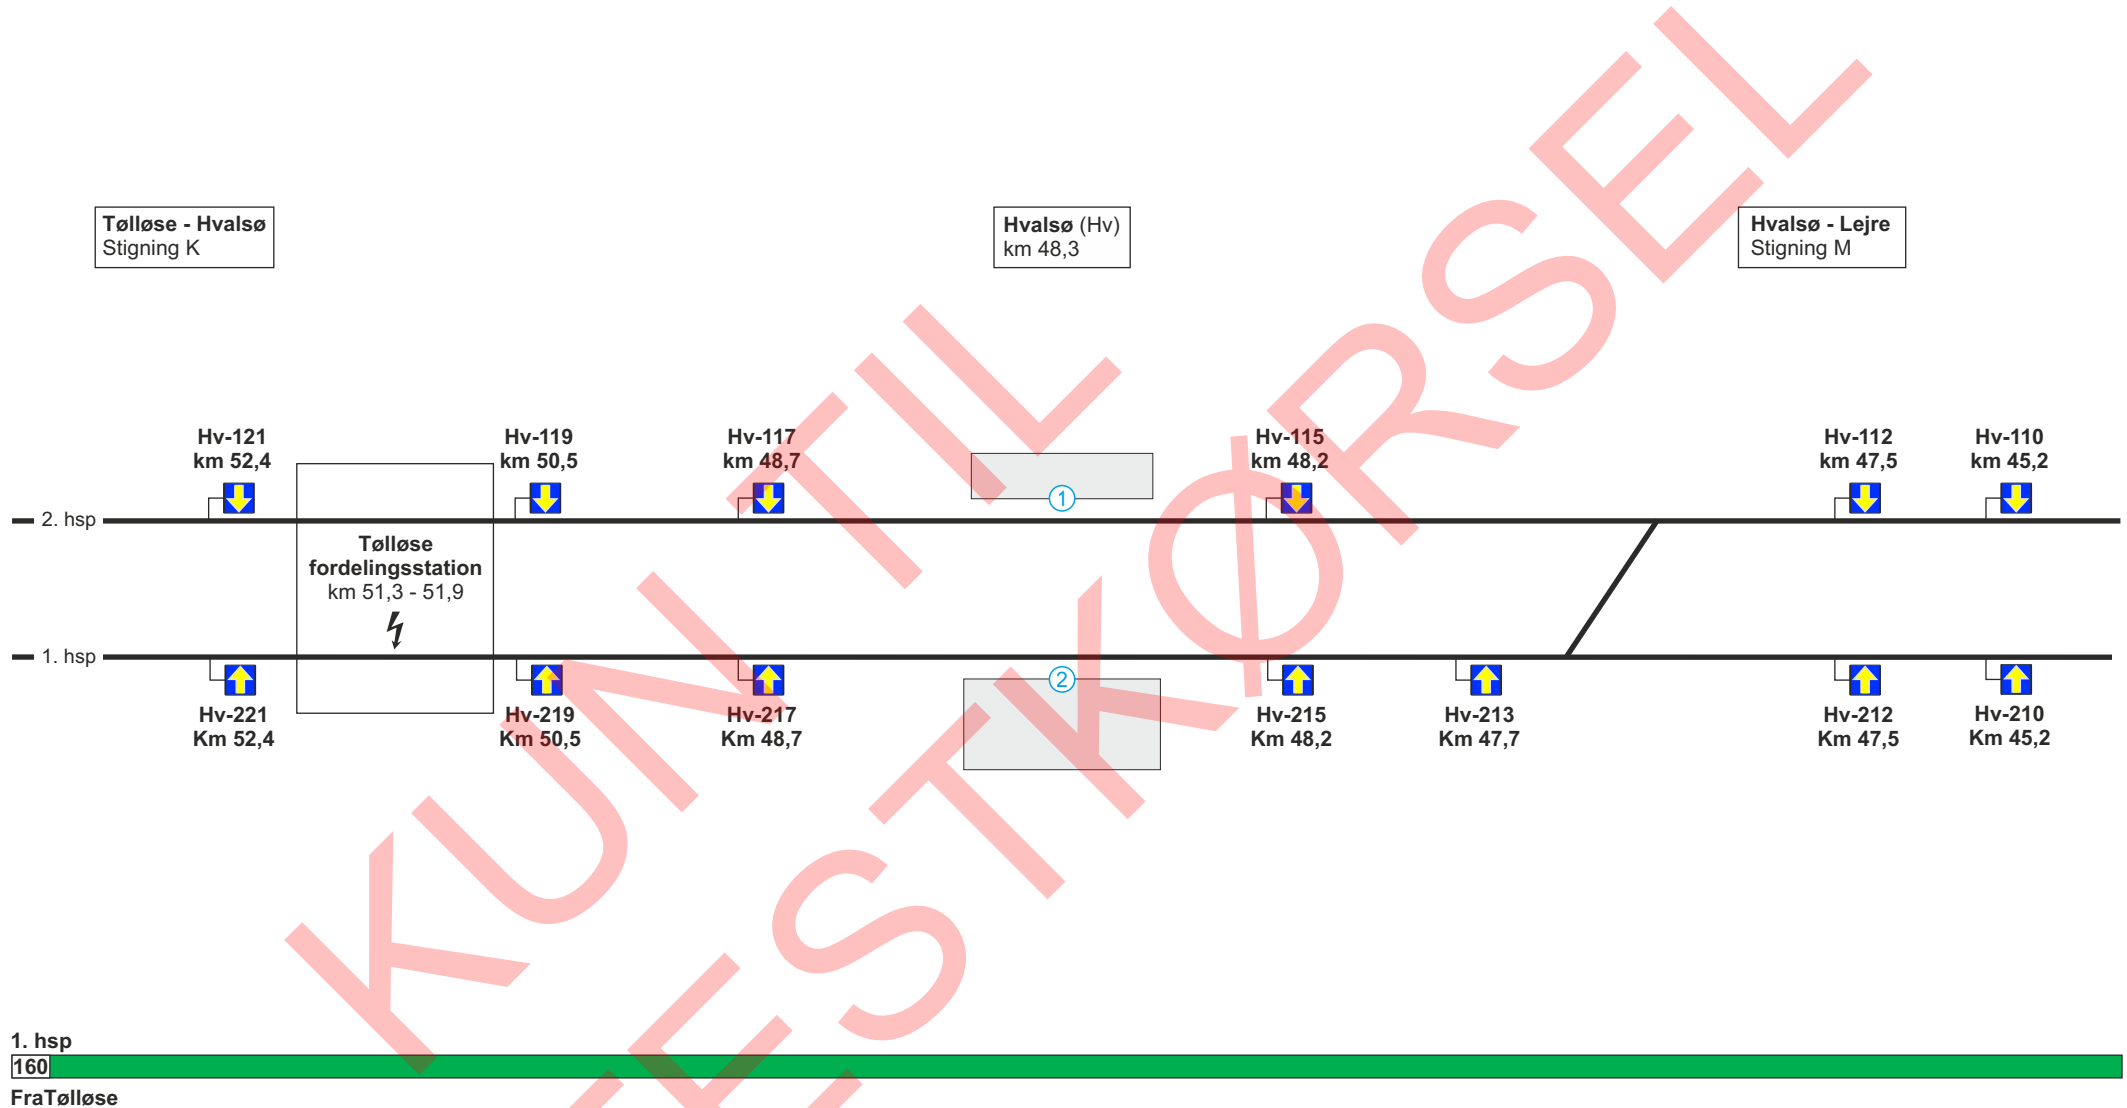 Tølløse - Hvalsø
Stigning K
Hvalsø (Hv)
km 48,3
Hvalsø - Lejre
Stigning M
Hv-121
km 52,4
Hv-119
km 50,5
Hv-117
km 48,7
Hv-115
km 48,2
Hv-112
km 47,5
Hv-110
km 45,2
1
2. hsp
Tølløse
fordelingsstation
km 51,3 - 51,9
1. hsp
2
Hv-221
Km 52,4
Hv-219
Km 50,5
Hv-217
Km 48,7
Hv-215
Km 48,2
Hv-213
Km 47,7
Hv-212
Km 47,5
Hv-210
Km 45,2
1. hsp
160
FraTølløse
KUN TIL
ESTKØRSEL